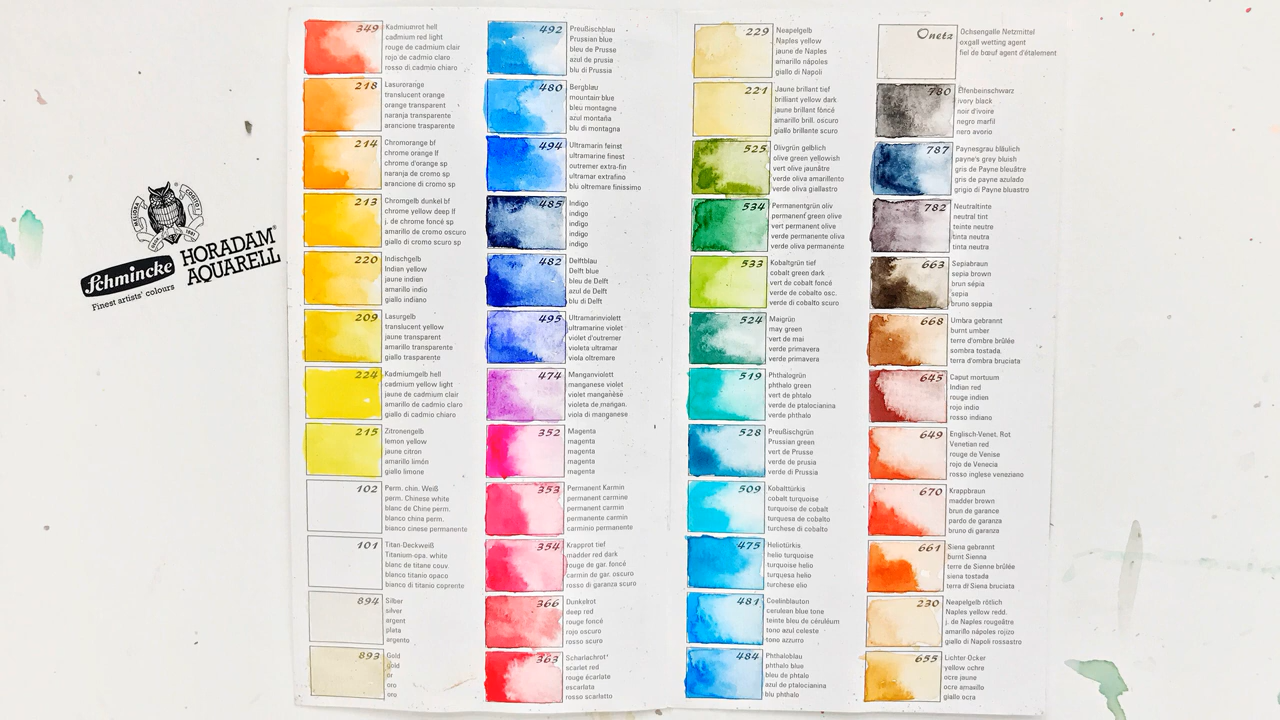 Schmincke
Finest artists' colours
HORADAM®
AQUARELL
349
Kadmiumrot hell
cadmium red light
rouge de cadmium clair
rojo de cadmio claro
rosso di cadmio chiaro
218
Lasurorange
translucent orange
orange transparent
naranja transparente
arancione trasparente
214
Chromorange bf
chrome orange lf
chrome d'orange sp
naranja de cromo sp
arancione di cromo sp
213
Chromgelb dunkel bf
chrome yellow deep lf
j. de chrome foncé sp
amarillo de cromo oscuro
giallo di cromo scuro sp
220
Indischgelb
Indian yellow
jaune indien
amarillo indio
giallo indiano
209
Lasurgelb
translucent yellow
jaune transparent
amarillo transparente
giallo trasparente
224
Kadmiumgelb hell
cadmium yellow light
jaune de cadmium clair
amarillo de cadmio claro
giallo di cadmio chiaro
215
Zitronengelb
lemon yellow
jaune citron
amarillo limón
giallo limone
102
Perm. chin. Weiß
perm. Chinese white
blanc de Chine perm.
blanco china perm.
bianco cinese permanente
101
Titan-Deckweiß
Titanium-opa. white
blanc de titane couv.
blanco titanio opaco
bianco di titanio coprente
894
Silber
silver
argent
plata
argento
893
Gold
gold
or
oro
oro
492
Preußischblau
Prussian blue
bleu de Prusse
azul de prusia
blu di Prussia
480
Bergblau
mountain blue
bleu montagne
azul montaña
blu di montagna
494
Ultramarin feinst
ultramarine finest
outremer extra-fin
ultramar extrafino
blu oltremare finissimo
485
Indigo
indigo
indigo
indigo
indigo
482
Delftblau
Delft blue
bleu de Delft
azul de Delft
blu di Delft
495
Ultramarinviolett
ultramarine violet
violet d'outremer
violeta ultramar
viola oltremare
474
Manganviolett
manganese violet
violet manganèse
violeta de mangan.
viola di manganese
352
Magenta
magenta
magenta
magenta
magenta
353
Permanent Karmin
permanent carmine
permanent carmin
permanente carmin
carminio permanente
354
Krapprot tief
madder red dark
rouge de gar. foncé
carmin de gar. oscuro
rosso di garanza scuro
366
Dunkelrot
deep red
rouge foncé
rojo oscuro
rosso scuro
363
Scharlachrot
scarlet red
rouge écarlate
escarlata
rosso scarlatto
229
Neapelgelb
Naples yellow
jaune de Naples
amarillo nápoles
giallo di Napoli
221
Jaune brillant tief
brilliant yellow dark
jaune brillant foncé
amarillo brill. oscuro
giallo brillante scuro
525
Olivgrün gelblich
olive green yellowish
vert olive jaunâtre
verde oliva amarillento
verde oliva giallastro
534
Permanentgrün oliv
permanent green olive
vert permanent olive
verde permanente oliva
verde oliva permanente
533
Kobaltgrün tief
cobalt green dark
vert de cobalt foncé
verde de cobalto osc.
verde di cobalto scuro
524
Maigrün
may green
vert de mai
verde primavera
verde primavera
519
Phthalogrün
phthalo green
vert de phtalo
verde de ptalocianina
verde phthalo
528
Preußischgrün
Prussian green
vert de Prusse
verde de prusia
verde di Prussia
509
Kobalttürkis
cobalt turquoise
turquoise de cobalt
turquesa de cobalto
turchese di cobalto
475
Heliotürkis
helio turquoise
turquoise helio
turquesa helio
turchese elio
481
Coelinblauton
cerulean blue tone
teinte bleu de céruléum
tono azul celeste
tono azzurro
484
Phthaloblau
phthalo blue
bleu de phtalo
azul de ptalocianina
blu phthalo
Onetz
Ochsengalle Netzmittel
oxgall wetting agent
fiel de bœuf agent d'étalement
780
Elfenbeinschwarz
ivory black
noir d'ivoire
negro marfil
nero avorio
787
Paynesgrau bläulich
payne's grey bluish
gris de Payne bleuâtre
gris de payne azulado
grigio di Payne bluastro
782
Neutraltinte
neutral tint
teinte neutre
tinta neutra
tinta neutra
663
Sepiabraun
sepia brown
brun sépia
sepia
bruno seppia
668
Umbra gebrannt
burnt umber
terre d'ombre brûlée
sombra tostada.
terra d'ombra bruciata
645
Caput mortuum
Indian red
rouge indien
rojo indio
rosso indiano
649
Englisch-Venet. Rot
Venetian red
rouge de Venise
rojo de Venecia
rosso inglese veneziano
670
Krappbraun
madder brown
brun de garance
pardo de garanza
bruno di garanza
661
Siena gebrannt
burnt Sienna
terre de Sienne brûlée
siena tostada
terra di Siena bruciata
230
Neapelgelb rötlich
Naples yellow redd.
j. de Naples rougeâtre
amarillo nápoles rojizo
giallo di Napoli rossastro
655
Lichter Ocker
yellow ochre
ocre jaune
ocre amarillo
giallo ocra